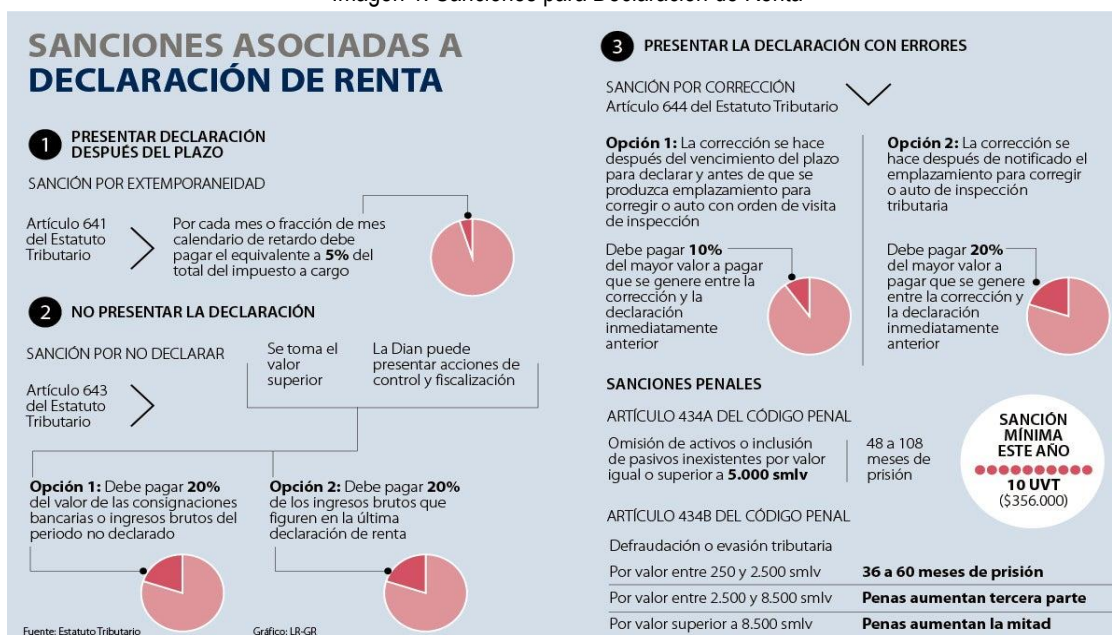 Imagen 1. Sanciones para Declaración de Renta
SANCIONES ASOCIADAS A
DECLARACIÓN DE RENTA
1
PRESENTAR DECLARACIÓN
DESPUÉS DEL PLAZO
SANCIÓN POR EXTEMPORANEIDAD
Artículo 641
del Estatuto
Tributario
Por cada mes o fracción de mes
calendario de retardo debe
pagar el equivalente a 5% del
total del impuesto a cargo
2
NO PRESENTAR LA DECLARACIÓN
SANCIÓN POR NO DECLARAR
Artículo 643
del Estatuto
Tributario
Se toma el
valor
superior
La Dian puede
presentar acciones de
control y fiscalización
Opción 1: Debe pagar 20%
del valor de las consignaciones
bancarias o ingresos brutos del
periodo no declarado
Opción 2: Debe pagar 20%
de los ingresos brutos que
figuren en la última
declaración de renta
Fuente: Estatuto Tributario
Gráfico: LR-GR
3
PRESENTAR LA DECLARACIÓN CON ERRORES
SANCIÓN POR CORRECCIÓN
Artículo 644 del Estatuto Tributario
Opción 1: La corrección se hace
después del vencimiento del plazo
para declarar y antes de que se
produzca emplazamiento para
corregir o auto con orden de visita
de inspección
Debe pagar 10%
del mayor valor a pagar
que se genere entre la
corrección y la
declaración
inmediatamente
anterior
Opción 2: La corrección se
hace después de notificado el
emplazamiento para corregir
o auto de inspección
tributaria
Debe pagar 20%
del mayor valor a
pagar que se genere
entre la corrección y
la declaración
inmediatamente
anterior
SANCIONES PENALES
ARTÍCULO 434A DEL CÓDIGO PENAL
Omisión de activos o inclusión
de pasivos inexistentes por valor
igual o superior a 5.000 smlv
48 a 108
meses de
prisión
SANCIÓN
MÍNIMA
ESTE AÑO
10 UVT
($356.000)
ARTÍCULO 434B DEL CÓDIGO PENAL
Defraudación o evasión tributaria
Por valor entre 250 y 2.500 smlv 36 a 60 meses de prisión
Por valor entre 2.500 y 8.500 smlv Penas aumentan tercera parte
Por valor superior a 8.500 smlv Penas aumentan la mitad